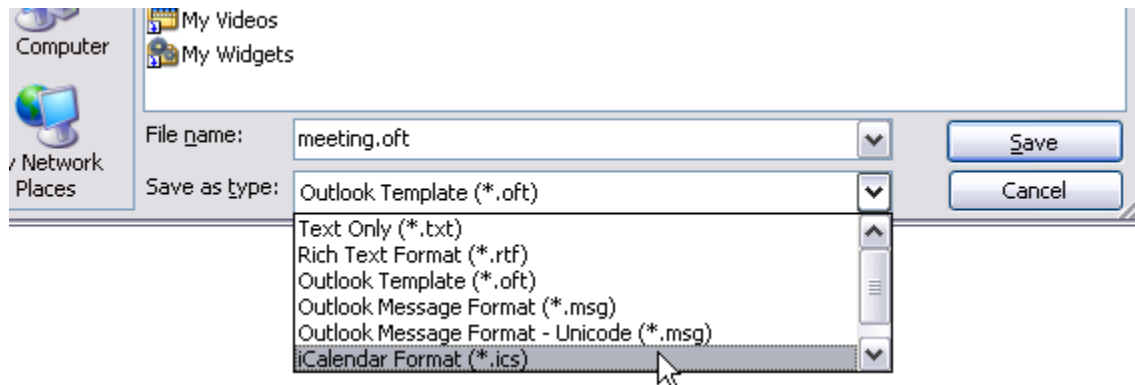 My Videos
Computer
My Widgets
File name:
meeting.oft
Save
Network
Places
Save as type:
Outlook Template (*.oft)
Cancel
Text Only (*.txt)
Rich Text Format (*.rtf)
Outlook Template (*.oft)
Outlook Message Format (*.msg)
Outlook Message Format - Unicode (*.msg)
iCalendar Format (*.ics)